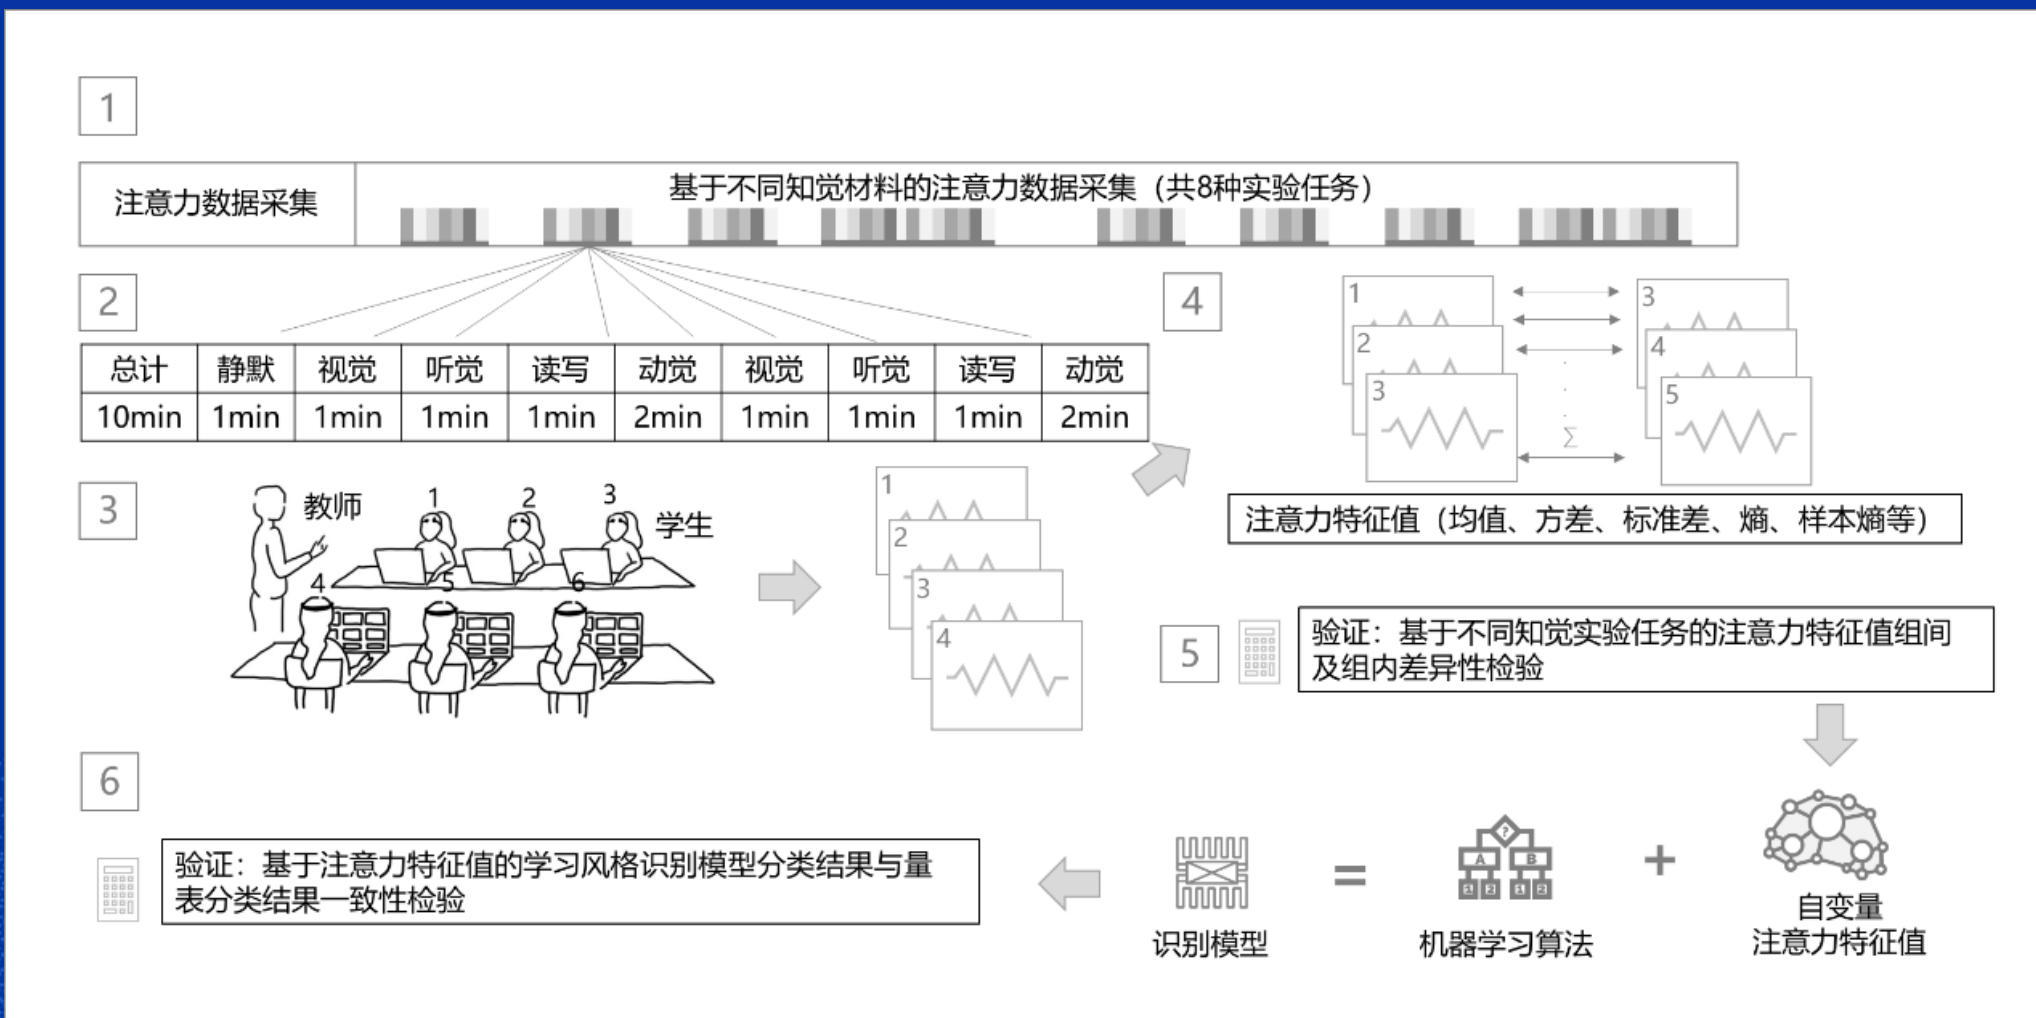 1
注意力数据采集
基于不同知觉材料的注意力数据采集（共8种实验任务）
2
总计 静默 视觉 听觉 读写 动觉 视觉 听觉 读写 动觉
10min 1min 1min 1min 1min 2min 1min 1min 1min 2min
3
教师
1 2 3
学生
4 5 6
1
2
3
4
4
1
2
3
3
4
5
Σ
注意力特征值（均值、方差、标准差、熵、样本熵等）
5
验证：基于不同知觉实验任务的注意力特征值组间
及组内差异性检验
6
验证：基于注意力特征值的学习风格识别模型分类结果与量
表分类结果一致性检验
识别模型
=
?
A B
1 2 1 2
机器学习算法
+
自变量
注意力特征值